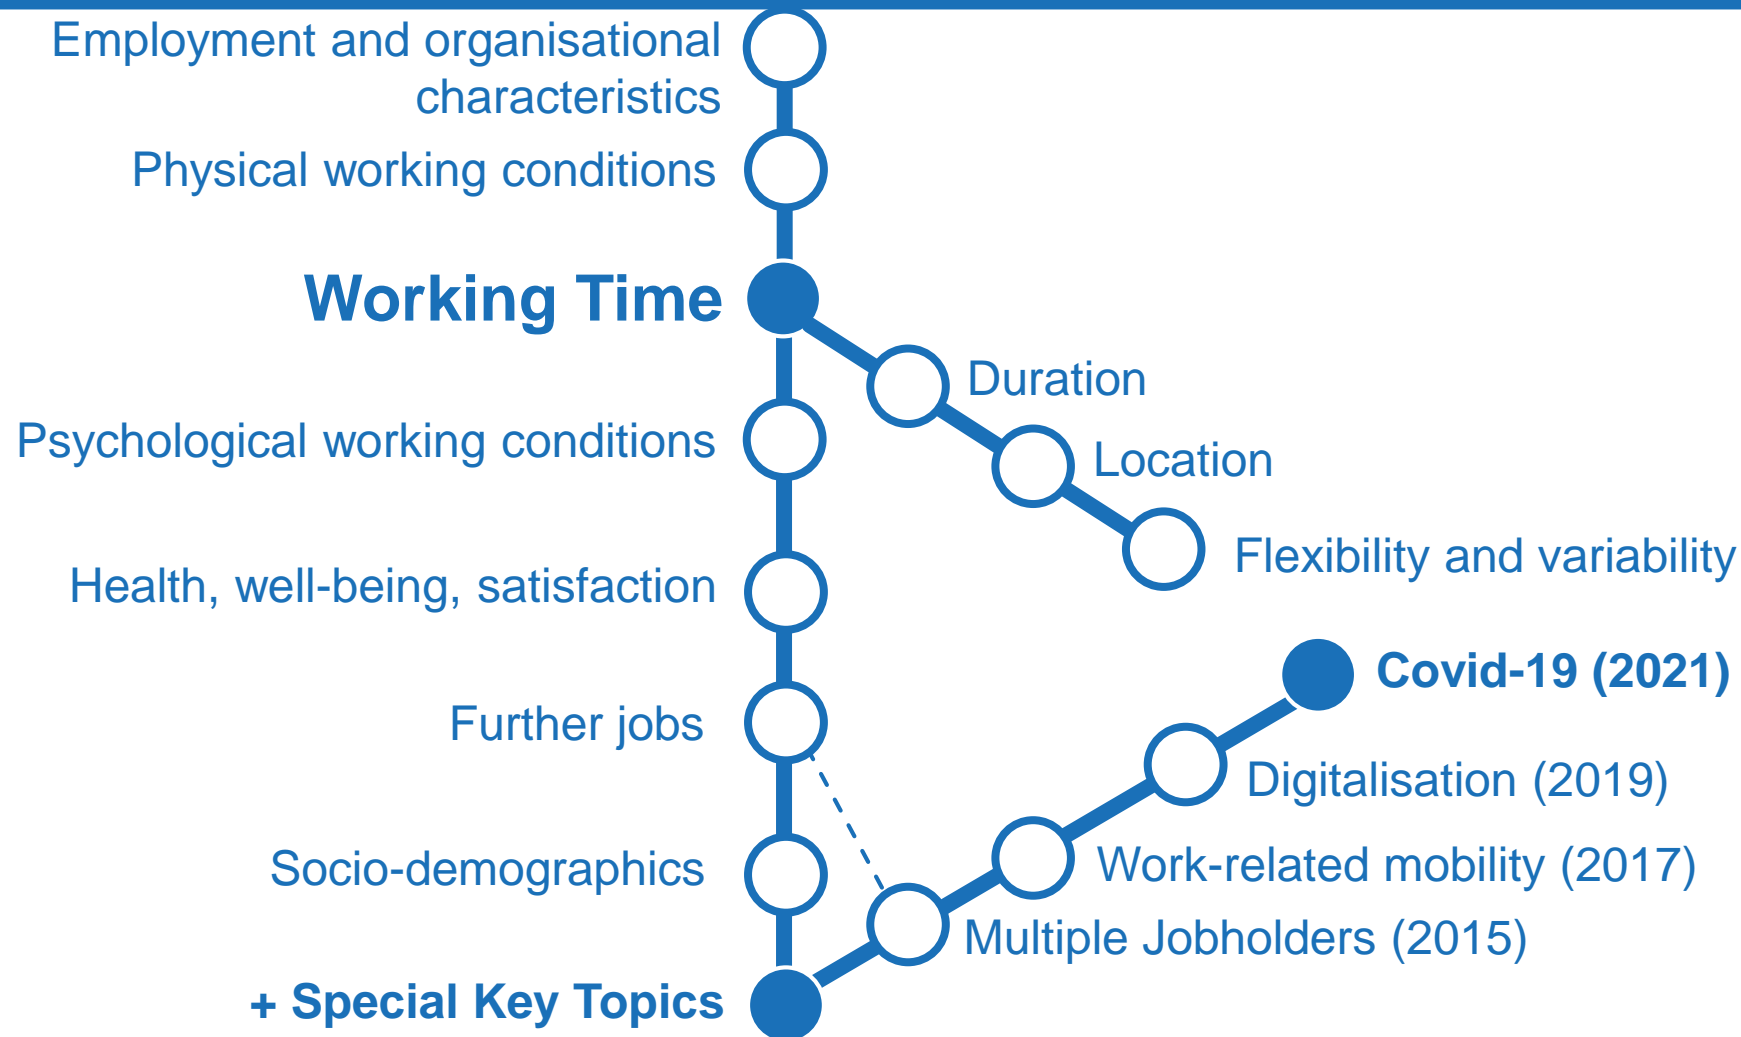 Employment and organisational
characteristics
Physical working conditions
Working Time
Duration
Psychological working conditions
Location
Flexibility and variability
Health, well-being, satisfaction
Covid-19 (2021)
Further jobs
Digitalisation (2019)
Work-related mobility (2017)
Socio-demographics
Multiple Jobholders (2015)
+ Special Key Topics